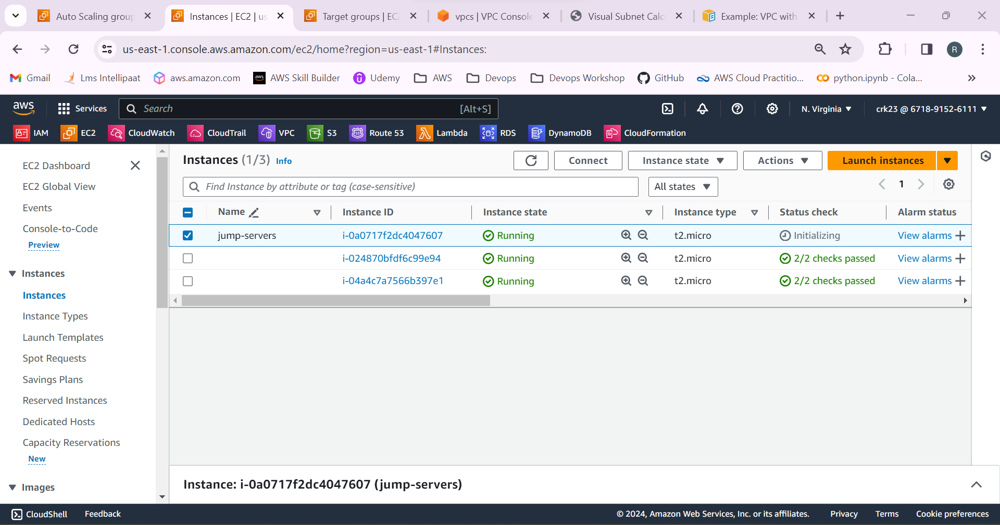 Auto Scaling group
Instances | EC2 | us
Target groups | EC2
vpcs | VPC Console
Visual Subnet Calc
Example: VPC with
us-east-1.console.aws.amazon.com/ec2/home?region=us-east-1#Instances:
R
Gmail
Lms Intellipaat
aws.amazon.com
aws
AWS Skill Builder
Udemy
AWS
Devops
Devops Workshop
GitHub
AWS Cloud Practitio...
python.ipynb - Cola...
aws
Services
Search
[Alt+S]
N. Virginia
crk23 @ 6718-9152-6111
IAM
EC2
CloudWatch
CloudTrail
VPC
S3
Route 53
Lambda
RDS
DynamoDB
CloudFormation
EC2 Dashboard
EC2 Global View
Events
Console-to-Code
Preview
Instances
Instances
Instance Types
Launch Templates
Spot Requests
Savings Plans
Reserved Instances
Dedicated Hosts
Capacity Reservations
New
Images
Instances (1/3) Info
Connect
Instance state
Actions
Launch instances
Find Instance by attribute or tag (case-sensitive)
All states
1
Name Instance ID Instance state Instance type Status check Alarm status
jump-servers i-0a0717f2dc4047607 Running t2.micro Initializing View alarms
i-024870bfdf6c99e94 Running t2.micro 2/2 checks passed View alarms
i-04a4c7a7566b397e1 Running t2.micro 2/2 checks passed View alarms
Instance: i-0a0717f2dc4047607 (jump-servers)
CloudShell
Feedback
© 2024, Amazon Web Services, Inc. or its affiliates.
Privacy
Terms
Cookie preferences